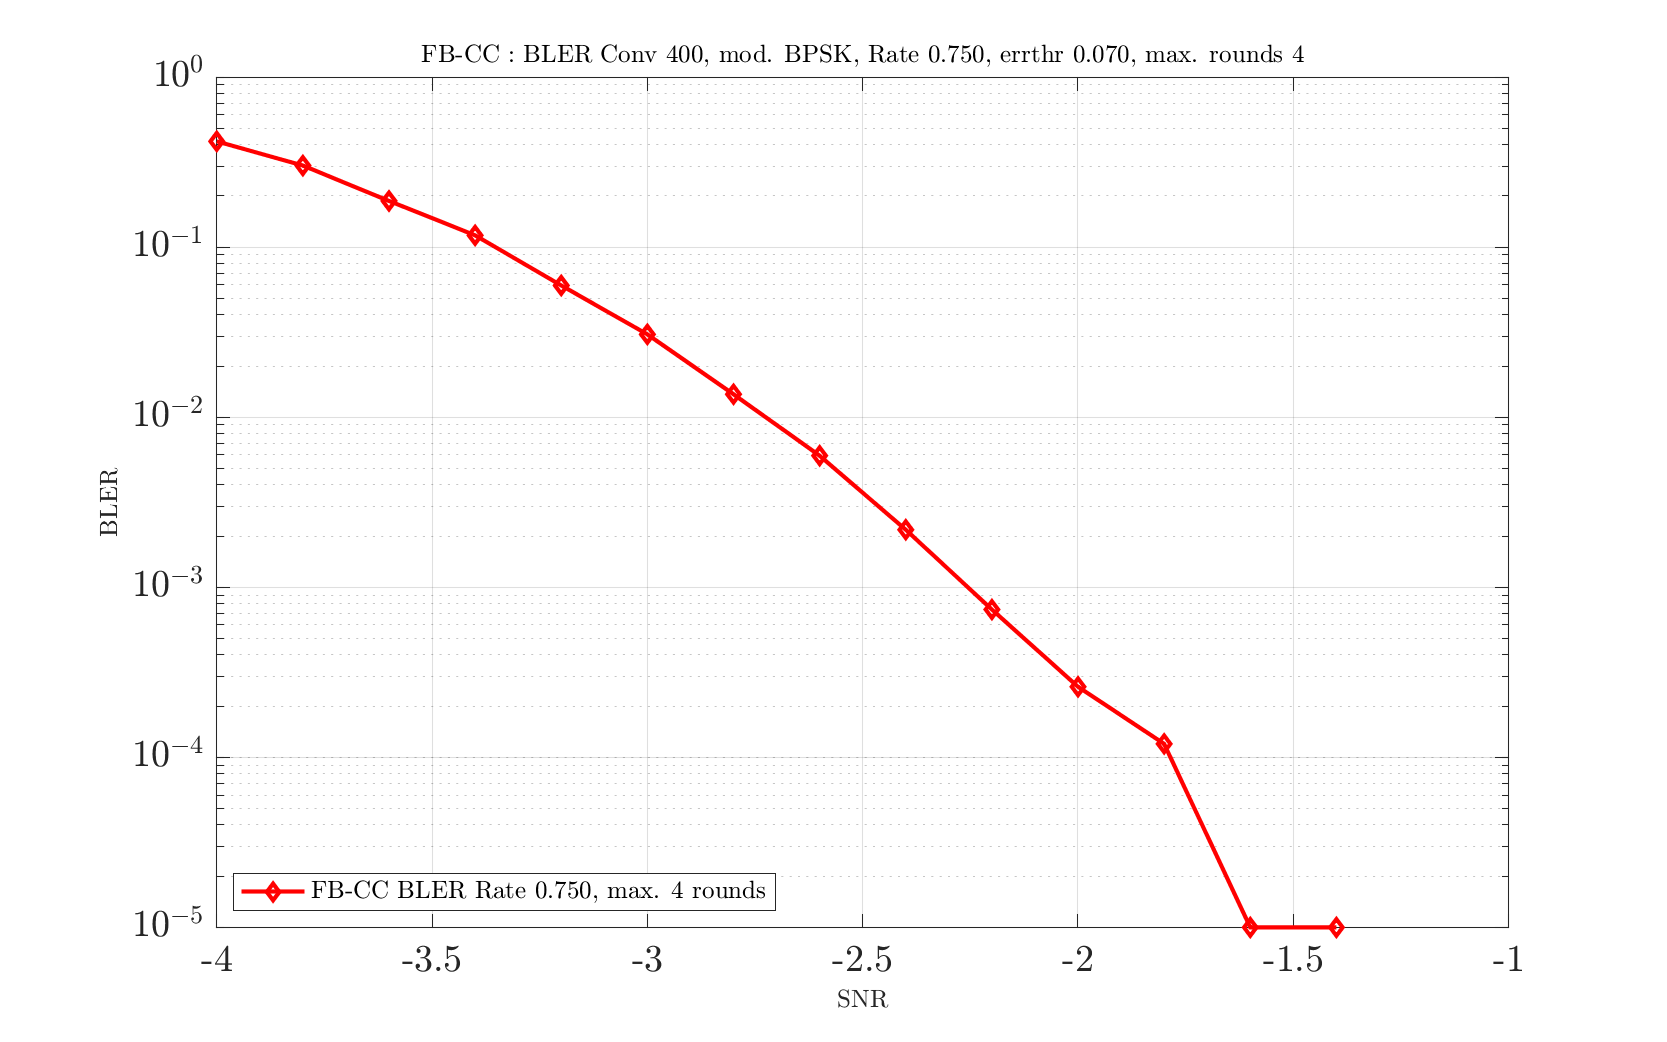 FB-CC : BLER Conv 400, mod. BPSK, Rate 0.750, errthr 0.070, max. rounds 4
10^0
10^{-1}
10^{-2}
10^{-3}
10^{-4}
10^{-5}
BLER
FB-CC BLER Rate 0.750, max. 4 rounds
-4 -3.5 -3 -2.5 -2 -1.5 -1
SNR